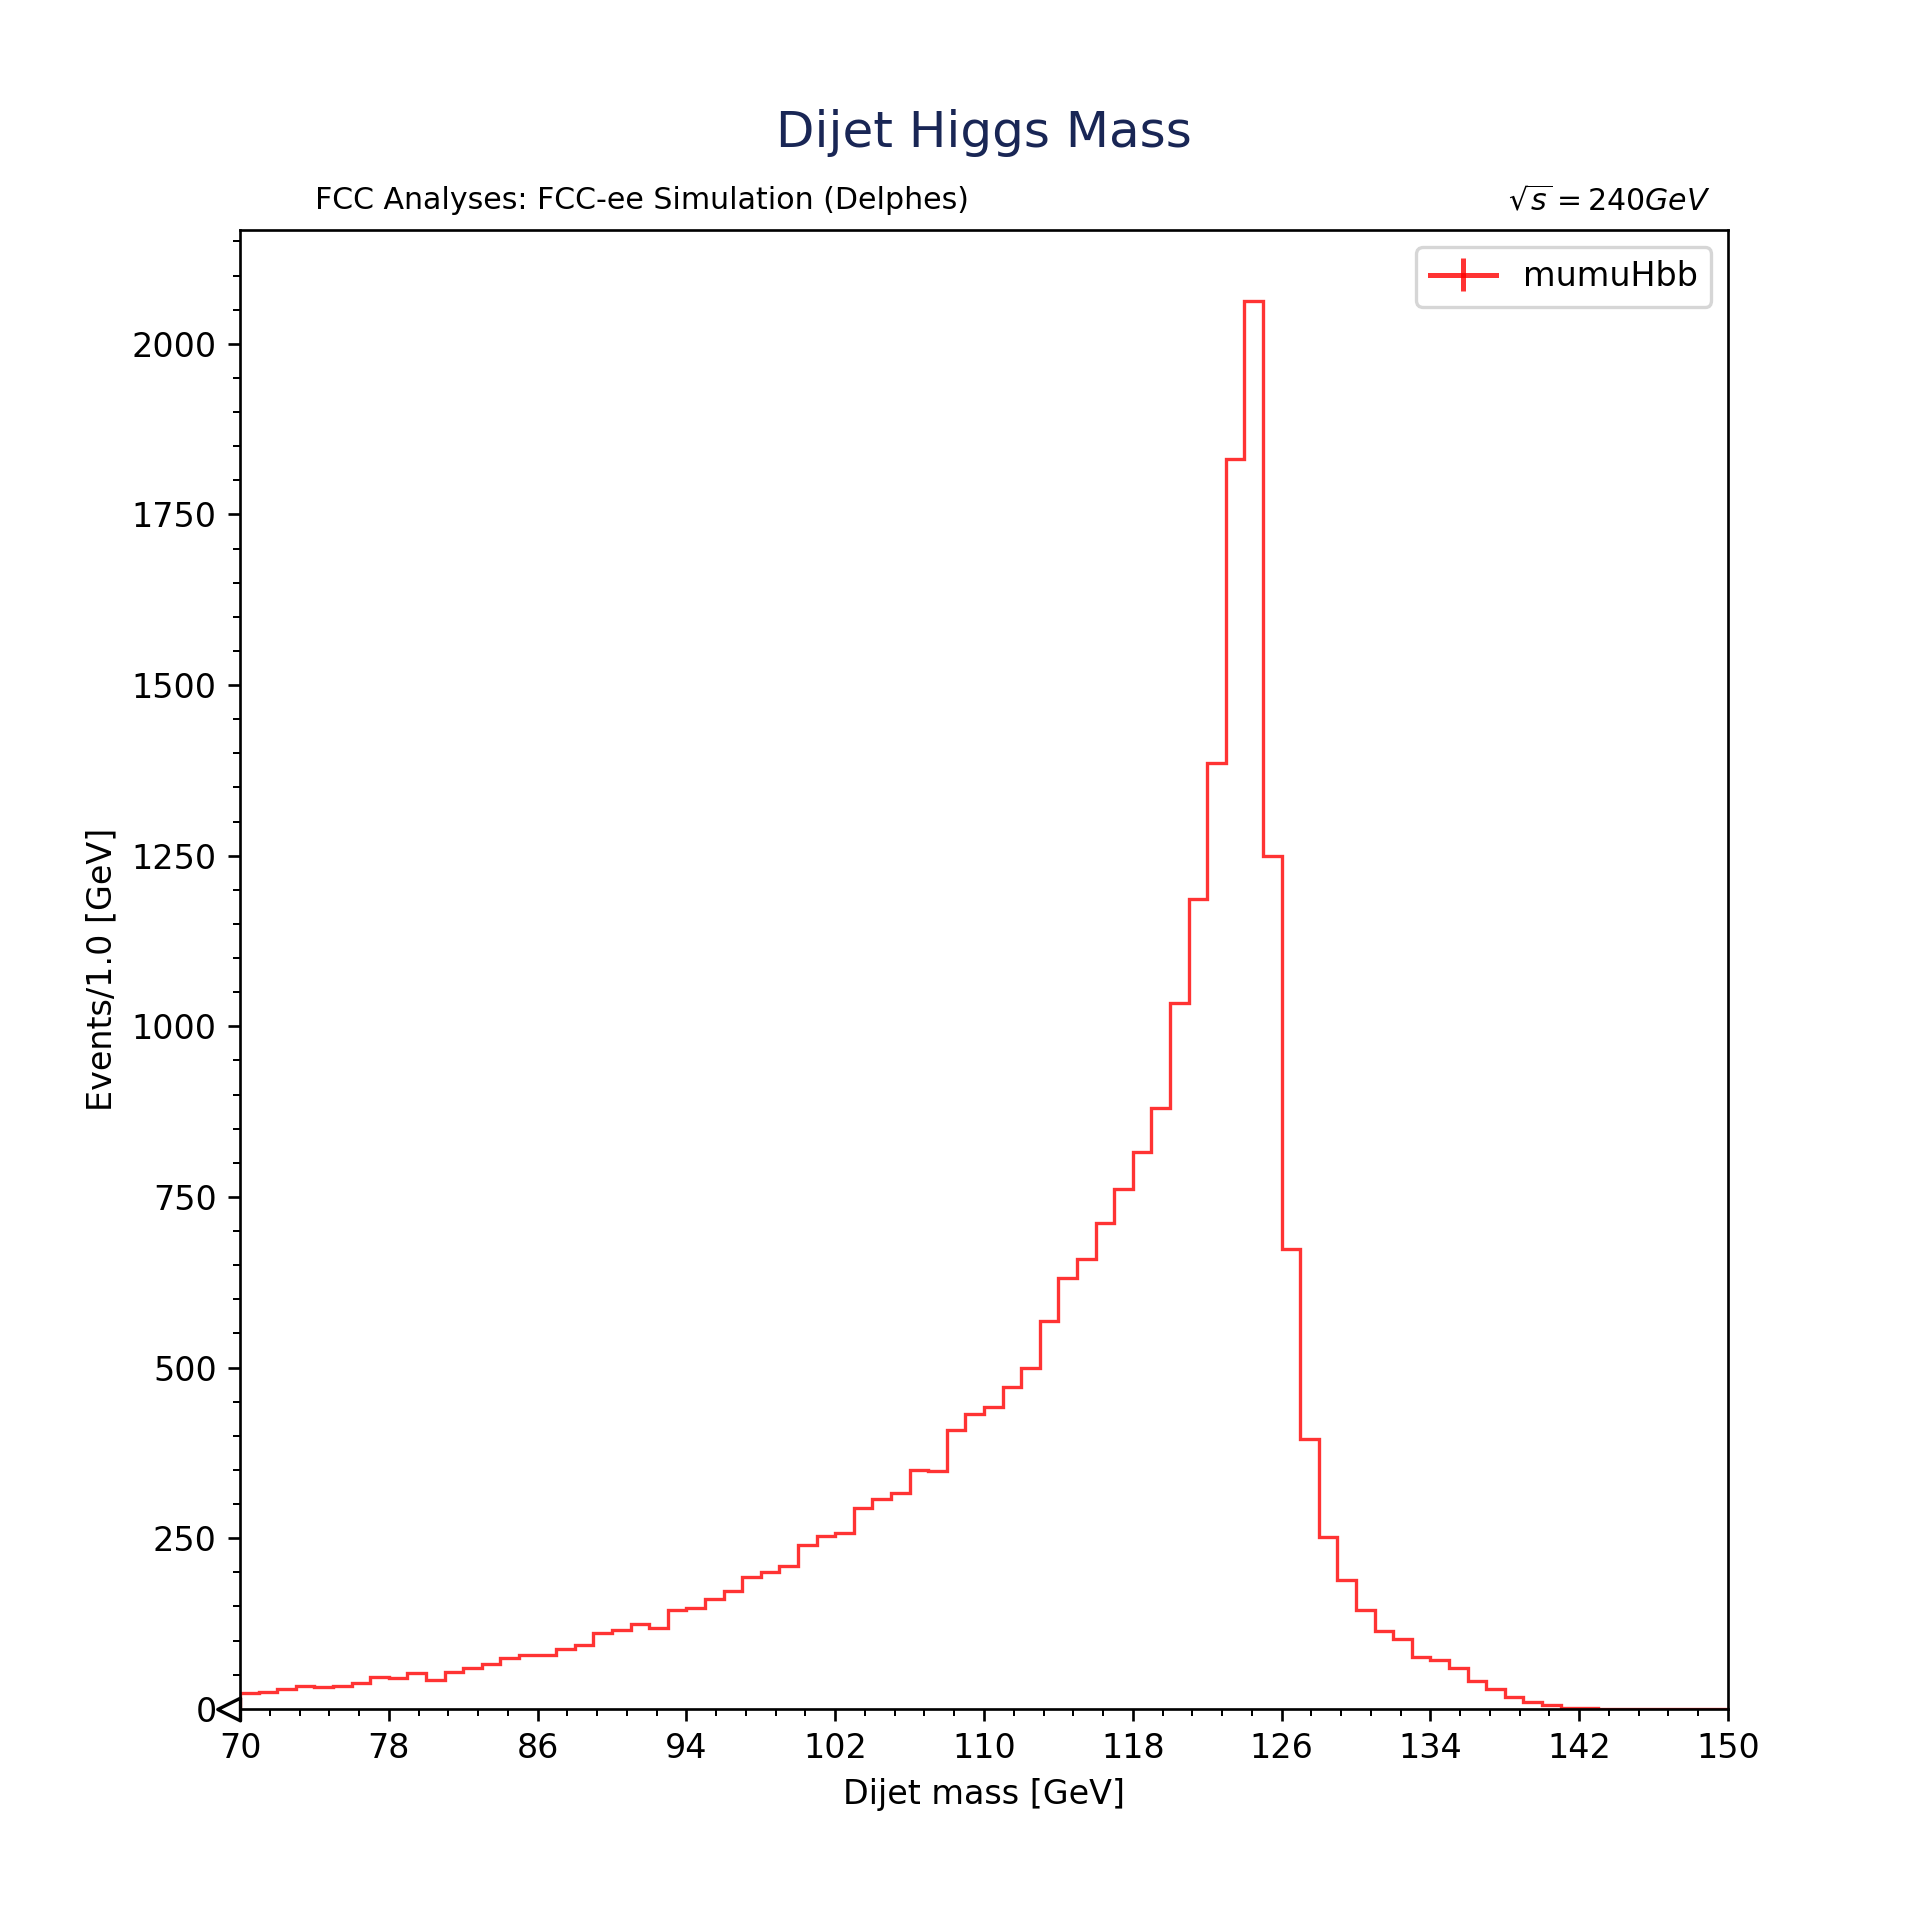 Dijet Higgs Mass
FCC Analyses: FCC-ee Simulation (Delphes)
√s = 240GeV
mumuHbb
2000
1750
1500
1250
1000
750
500
250
0
Events/1.0 [GeV]
70 78 86 94 102 110 118 126 134 142 150
Dijet mass [GeV]